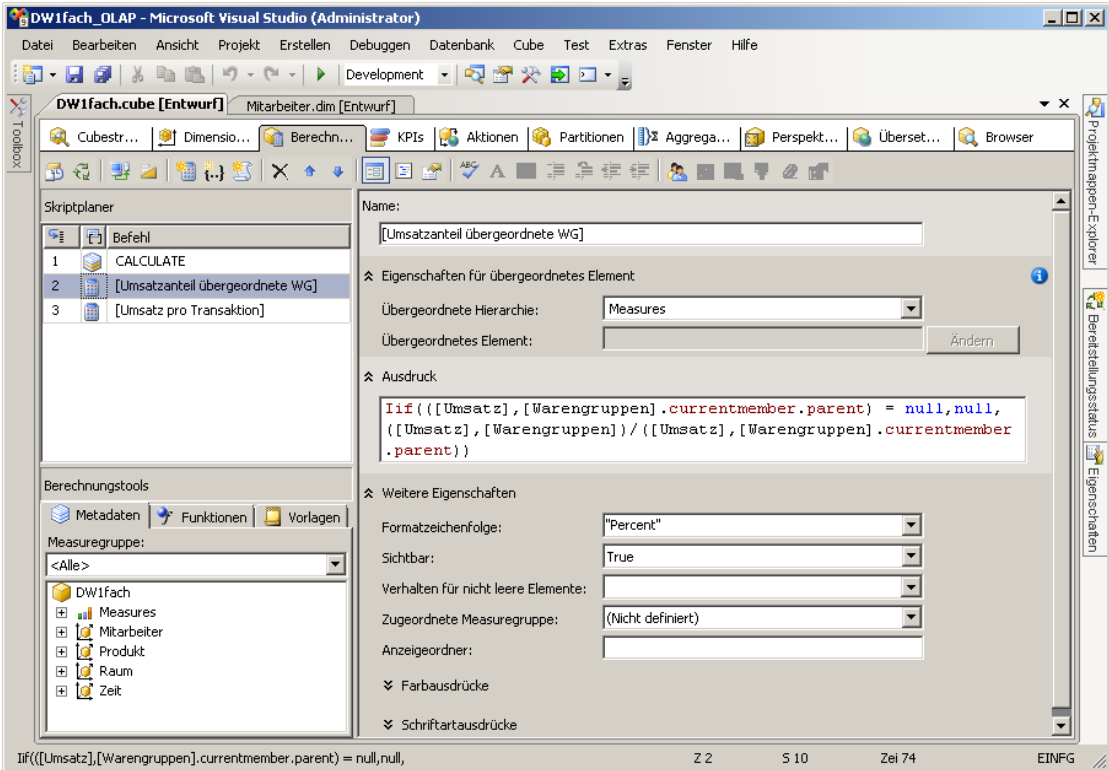 DW1fach_OLAP - Microsoft Visual Studio (Administrator)
Datei Bearbeiten Ansicht Projekt Erstellen Debuggen Datenbank Cube Test Extras Fenster Hilfe
Development
DW1fach.cube [Entwurf] Mitarbeiter.dim [Entwurf]
Toolbox
Cubestr... Dimensio... Berechn... KPIs Aktionen Partitionen Aggrega... Perspekt... Überset... Browser
Skriptplaner
Befehl
1 CALCULATE
2 [Umsatzanteil übergeordnete WG]
3 [Umsatz pro Transaktion]
Berechnungstools
Metadaten Funktionen Vorlagen
Measuregruppe:
<Alle>
DW1fach
Measures
Mitarbeiter
Produkt
Raum
Zeit
Name:
[Umsatzanteil übergeordnete WG]
Eigenschaften für übergeordnetes Element
Übergeordnete Hierarchie: Measures
Übergeordnetes Element: Ändern
Ausdruck
Iif(([Umsatz],[Warengruppen].currentmember.parent) = null,null,
([Umsatz],[Warengruppen])/([Umsatz],[Warengruppen].currentmember
.parent))
Weitere Eigenschaften
Formatzeichenfolge: "Percent"
Sichtbar: True
Verhalten für nicht leere Elemente:
Zugeordnete Measuregruppe: (Nicht definiert)
Anzeigeordner:
Farbausdrücke
Schriftartausdrücke
Projektmappen-Explorer
Bereitstellungsstatus
Eigenschaften
Iif(([Umsatz],[Warengruppen].currentmember.parent) = null,null, Z 2 S 10 Zei 74 EINFG